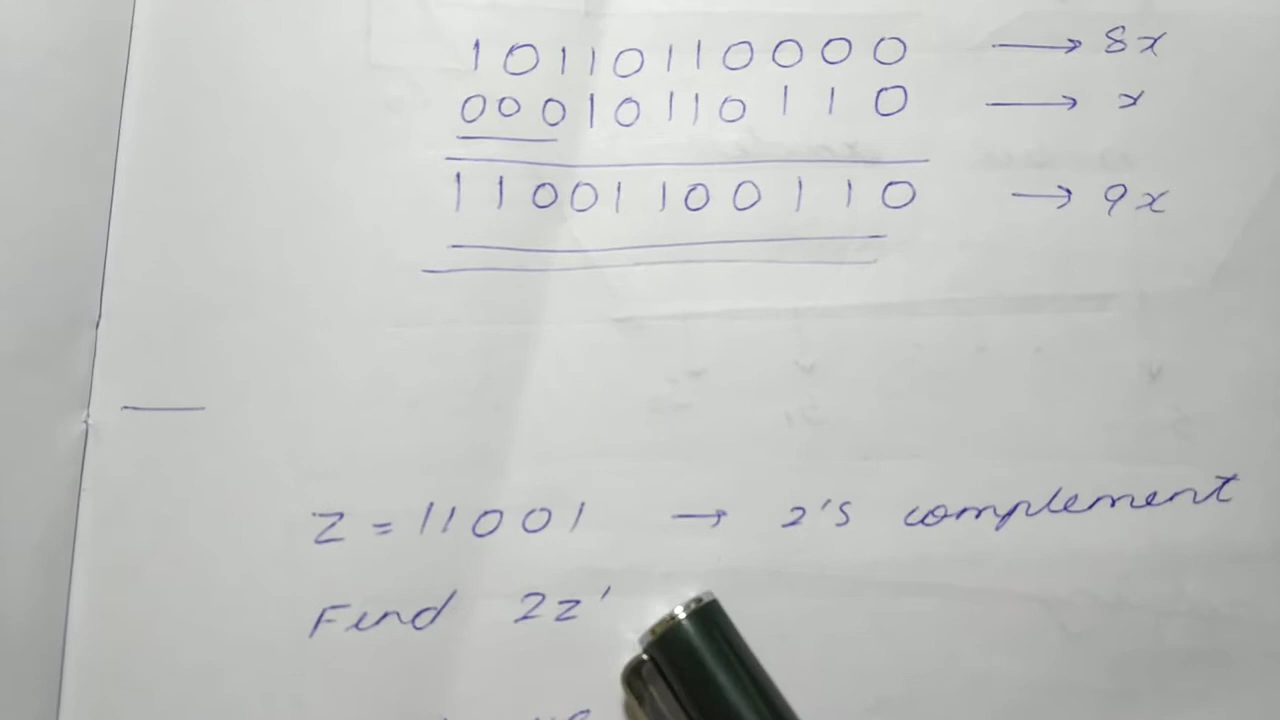 10110110000 → 8x
00010110110 → x
11001100110 → 9x
Z = 11001 → 2's complement
Find 2z'